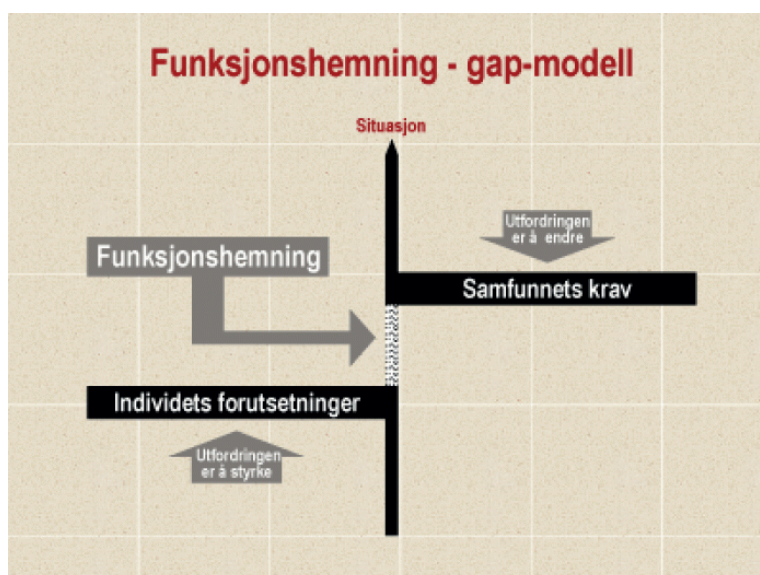 Funksjonshemning - gap-modell
Situasjon
Utfordringen
er å endre
Funksjonshemning
Samfunnets krav
Individets forutsetninger
Utfordringen
er å styrke